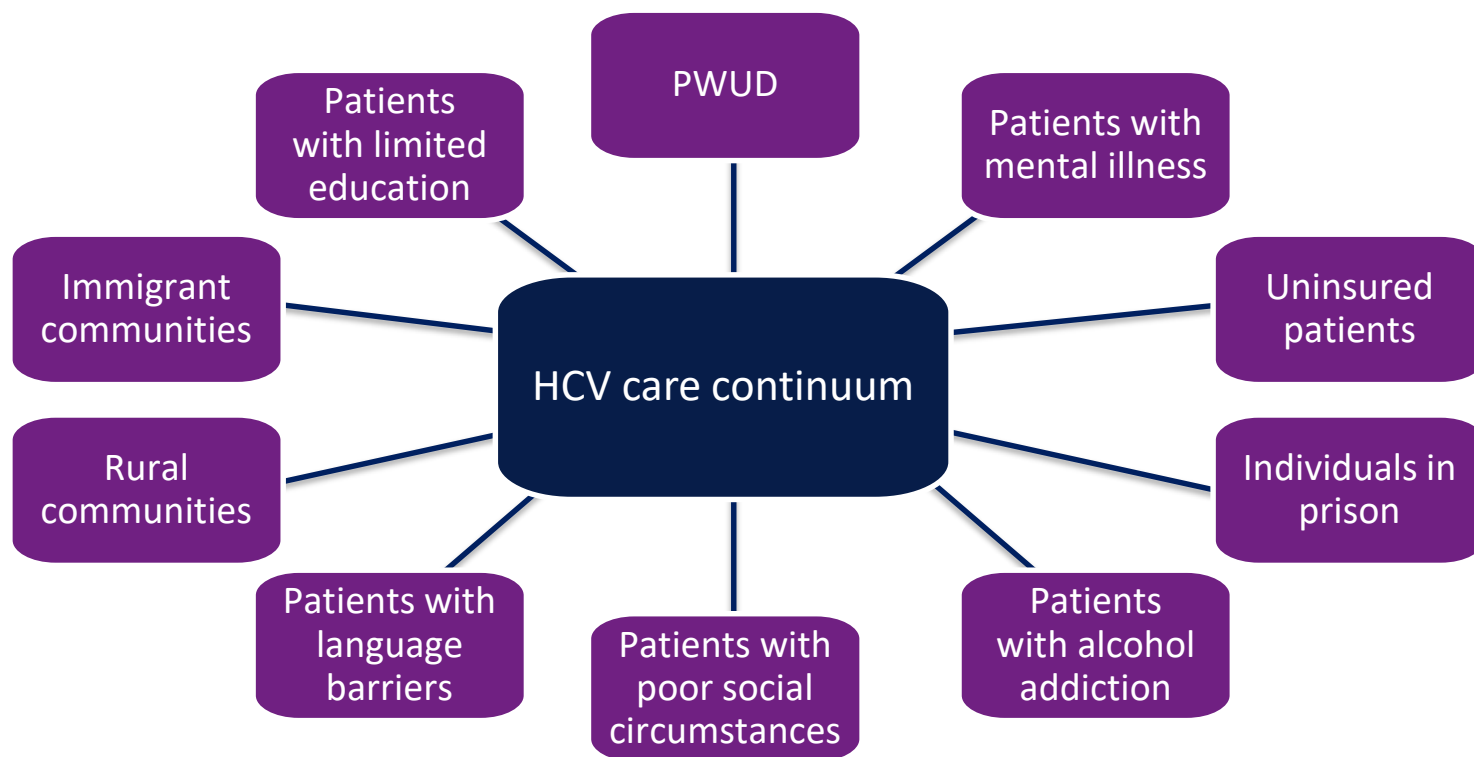 PWUD
Patients
with limited
education
Patients with
mental illness
Immigrant
communities
Uninsured
patients
HCV care continuum
Rural
communities
Individuals in
prison
Patients with
language
barriers
Patients with
poor social
circumstances
Patients
with alcohol
addiction